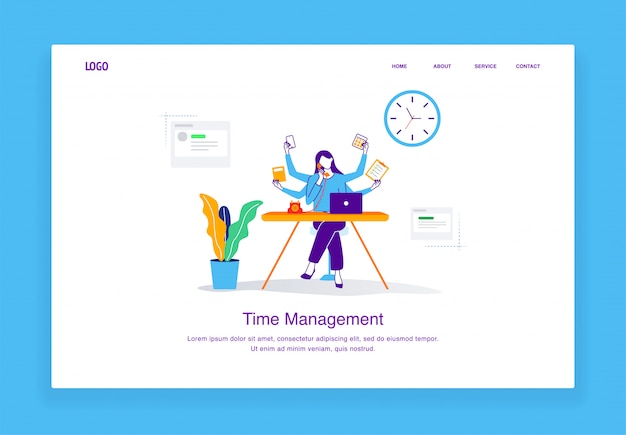 LOGO
HOME ABOUT SERVICE CONTACT
Time Management
Lorem ipsum dolor sit amet, consectetur adipiscing elit, sed do eiusmod tempor
Ut enim ad minim veniam, quis nostrud exercitation.